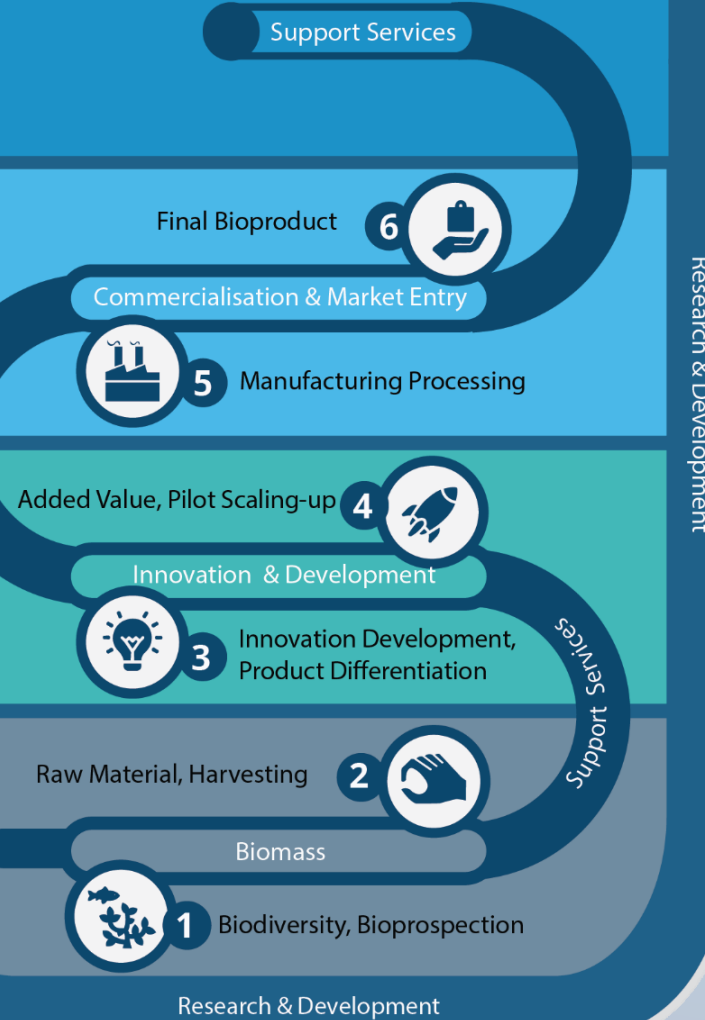 Support Services
Final Bioproduct
6
Commercialisation & Market Entry
5
Manufacturing Processing
Research & Development
Added Value, Pilot Scaling-up
4
Innovation & Development
3
Innovation Development,
Product Differentiation
Support Services
Raw Material, Harvesting
2
Biomass
1
Biodiversity, Bioprospection
Research & Development